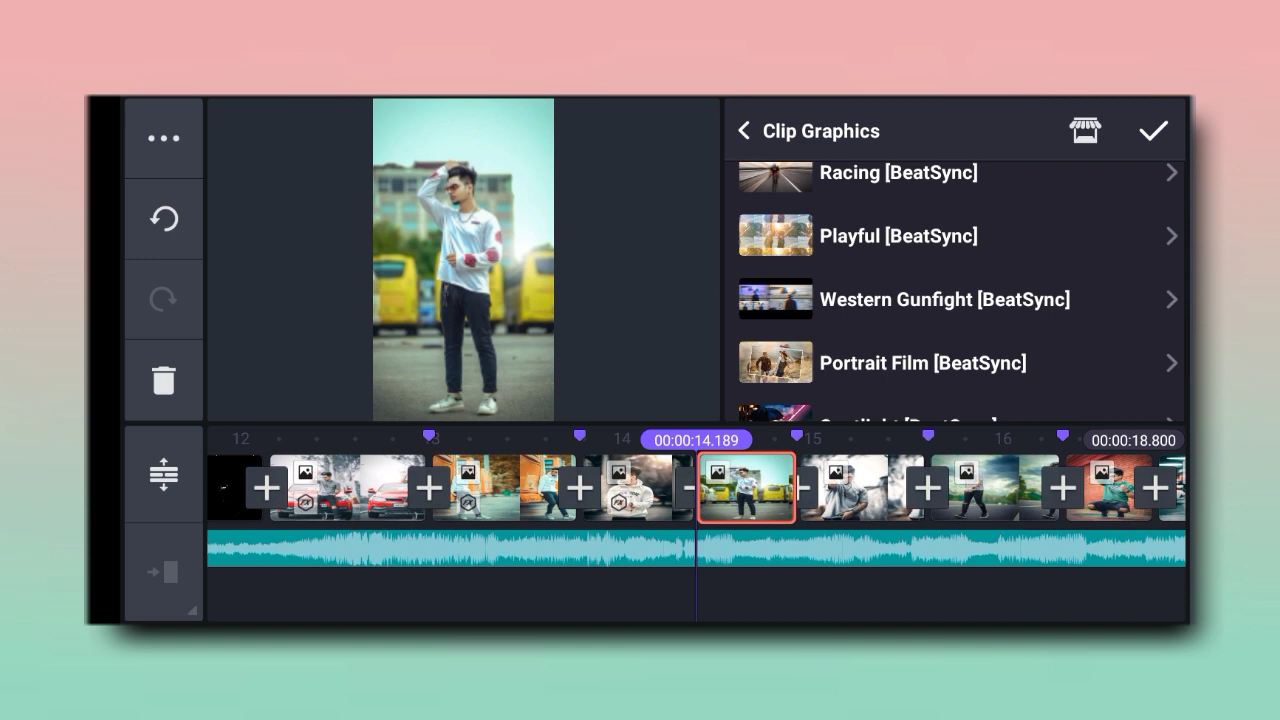 Clip Graphics
Racing [BeatSync]
Playful [BeatSync]
Western Gunfight [BeatSync]
Portrait Film [BeatSync]
12
14
00:00:14.189
15
16
00:00:18.800